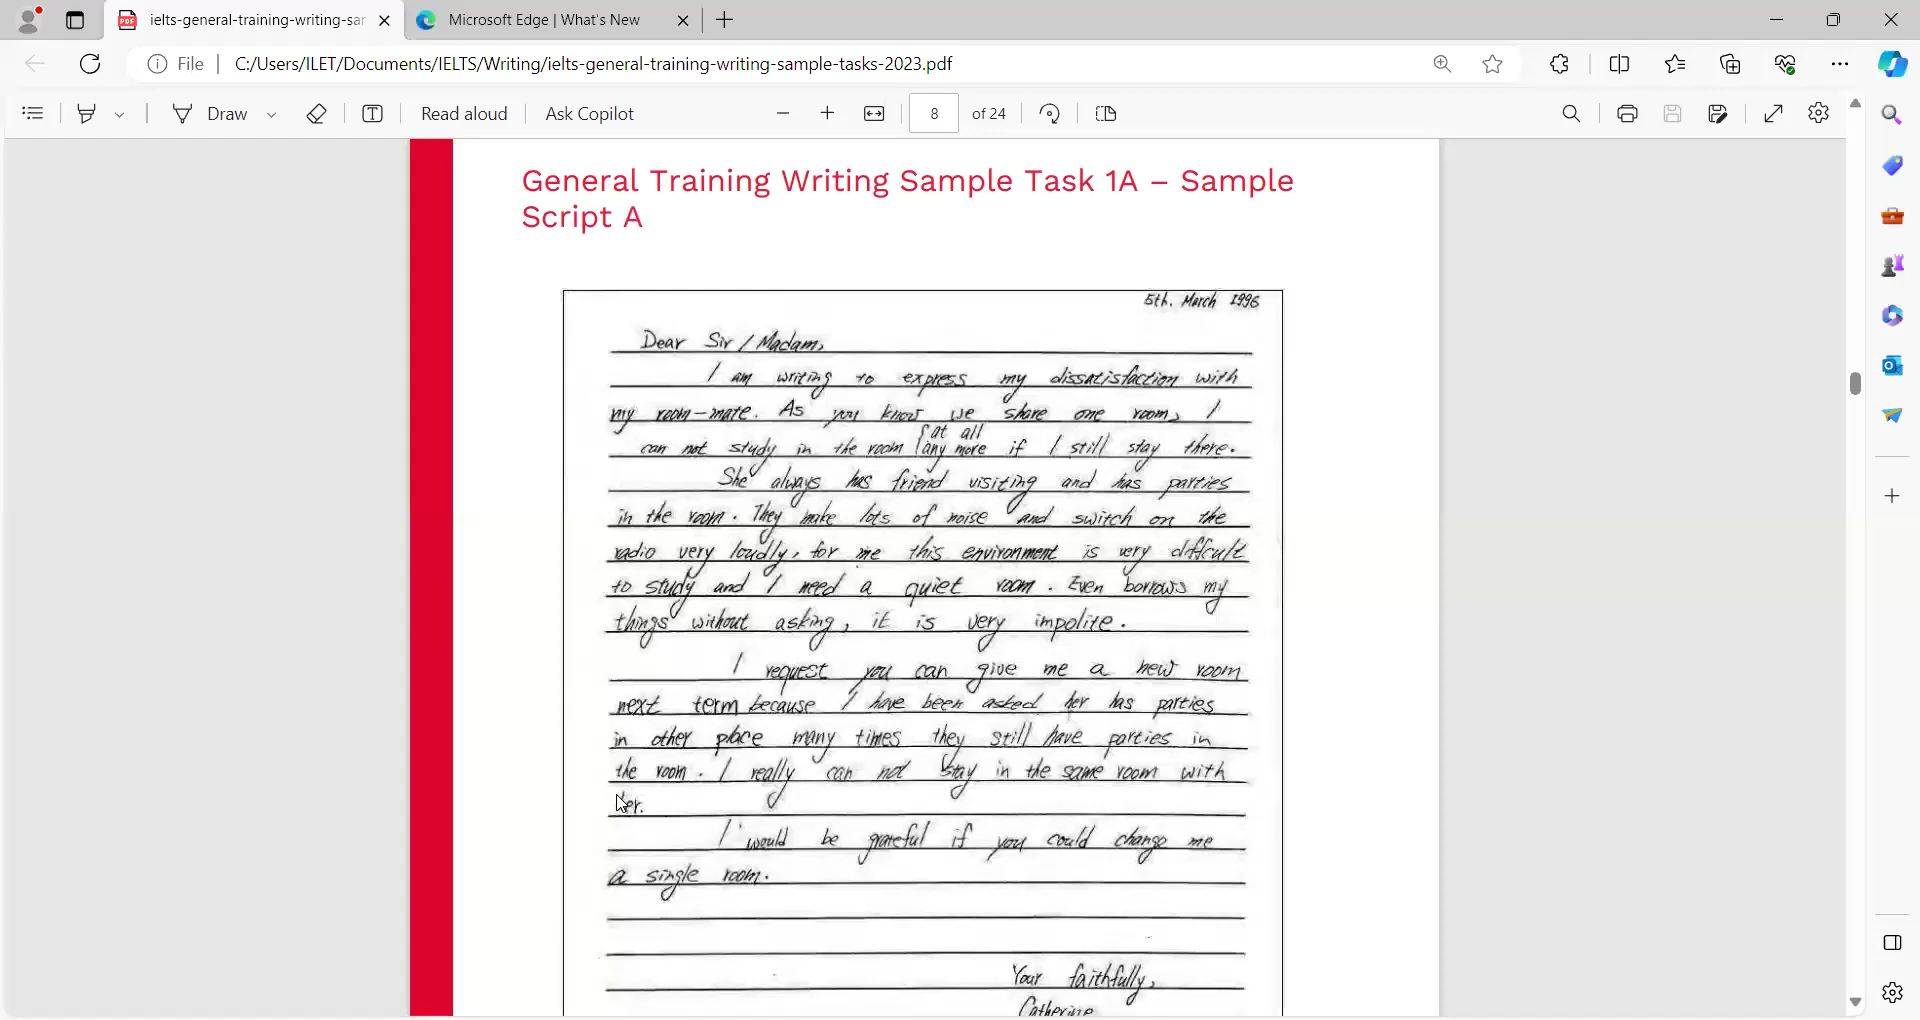 ielts-general-training-writing-sar
Microsoft Edge | What's New
File
C:/Users/ILET/Documents/IELTS/Writing/ielts-general-training-writing-sample-tasks-2023.pdf
Draw
Read aloud
Ask Copilot
8
of 24
General Training Writing Sample Task 1A – Sample
Script A
5th. March 1996
Dear Sir / Madam,
I am writing to express my dissatisfaction with
my room-mate. As you know we share one room, I
at all
can not study in the room any more if I still stay there.
She always has friend visiting and has parties
in the room. They make lots of noise and switch on the
radio very loudly, for me this environment is very difficult
to study and I need a quiet room. Even borrows my
things without asking, it is very impolite.
I request you can give me a new room
next term because I have been asked her has parties
in other place many times they still have parties in
the room. I really can not stay in the same room with
her.
I would be grateful if you could change me
a single room.
Your faithfully,
Catherine